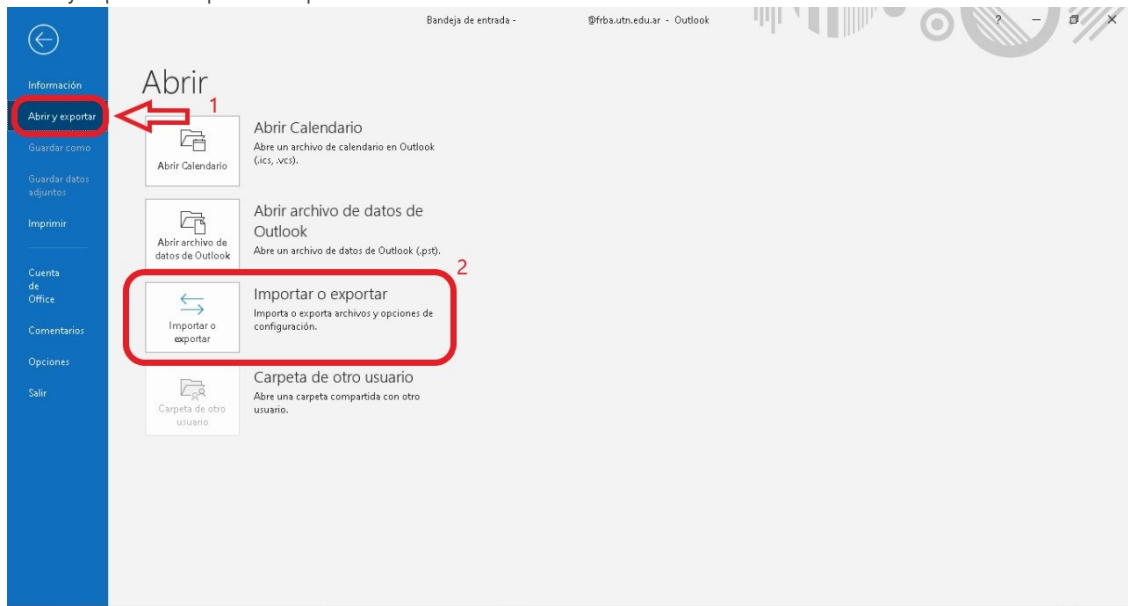 Bandeja de entrada - @frba.utn.edu.ar - Outlook
?
Información
Abrir y exportar
Guardar como
Guardar datos
adjuntos
Imprimir
Cuenta
de
Office
Comentarios
Opciones
Salir
Abrir
1
Abrir Calendario
Abrir Calendario
Abre un archivo de calendario en Outlook
(.ics, .vcs).
Abrir archivo de
datos de Outlook
Abrir archivo de datos de
Outlook
Abre un archivo de datos de Outlook (.pst).
2
Importar o
exportar
Importar o exportar
Importa o exporta archivos y opciones de
configuración.
Carpeta de otro
usuario
Carpeta de otro usuario
Abre una carpeta compartida con otro
usuario.